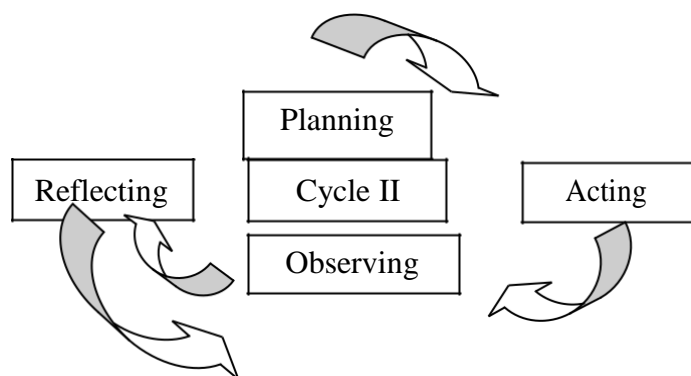 Planning
Reflecting
Cycle II
Acting
Observing